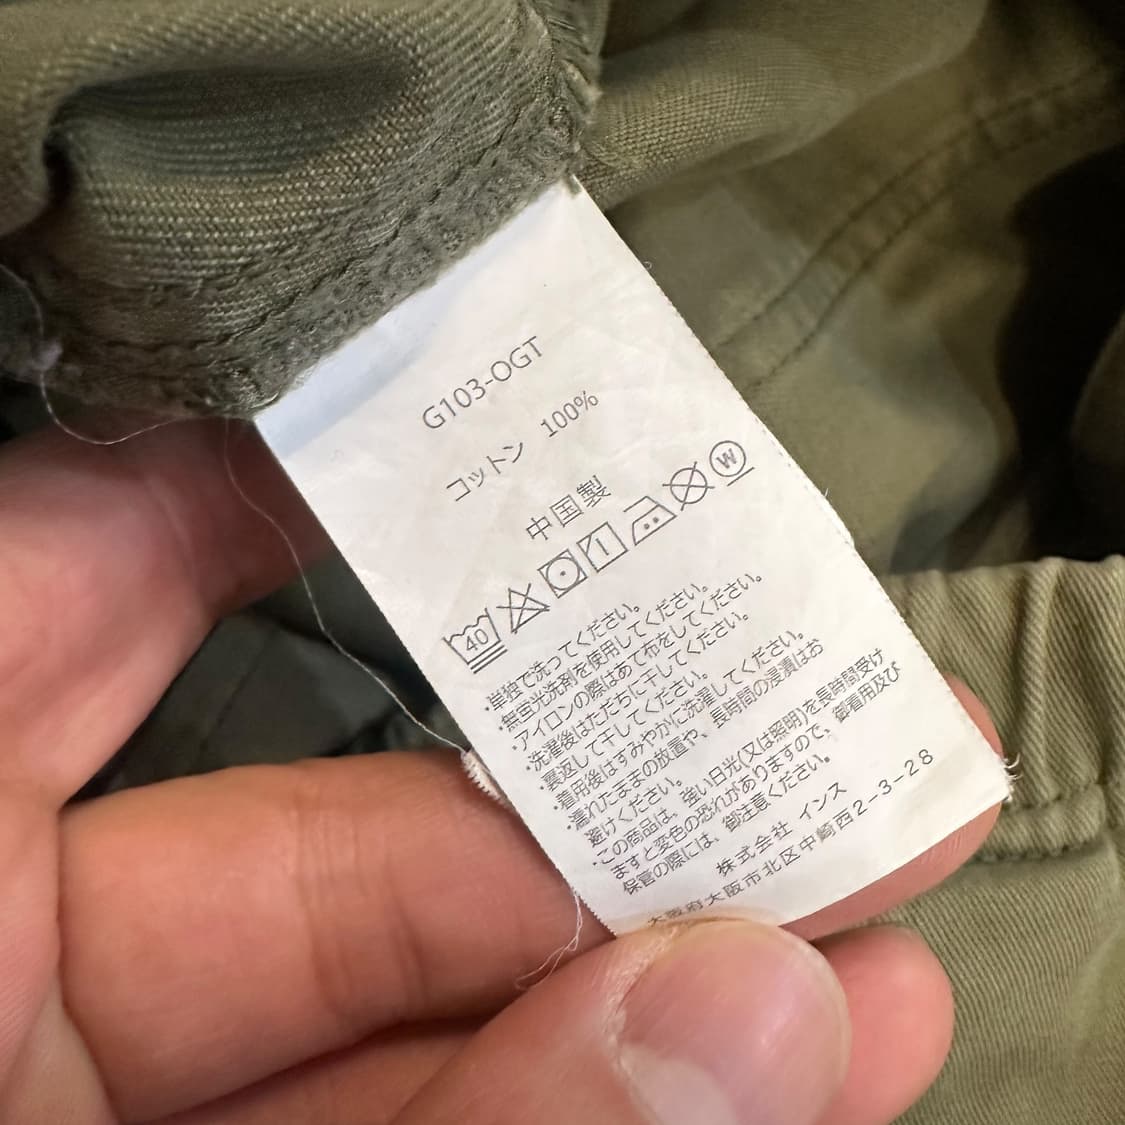 G103-OGT
コットン 100%
中国製
40 W
・単独で洗ってください。
・無蛍光洗剤を使用してください。
・アイロンの際はあて布をしてください。
・洗濯後はただちに干してください。
・裏返して干してください。
・着用後はすみやかに洗濯してください。
・濡れたままの放置や、長時間の浸漬はお
避けください。
・この商品は、強い日光(又は照明)を長時間受け
ますと変色の恐れがありますので、御着用及び
保管の際には、御注意ください。
株式会社 インス
大阪府大阪市北区中崎西2-3-28